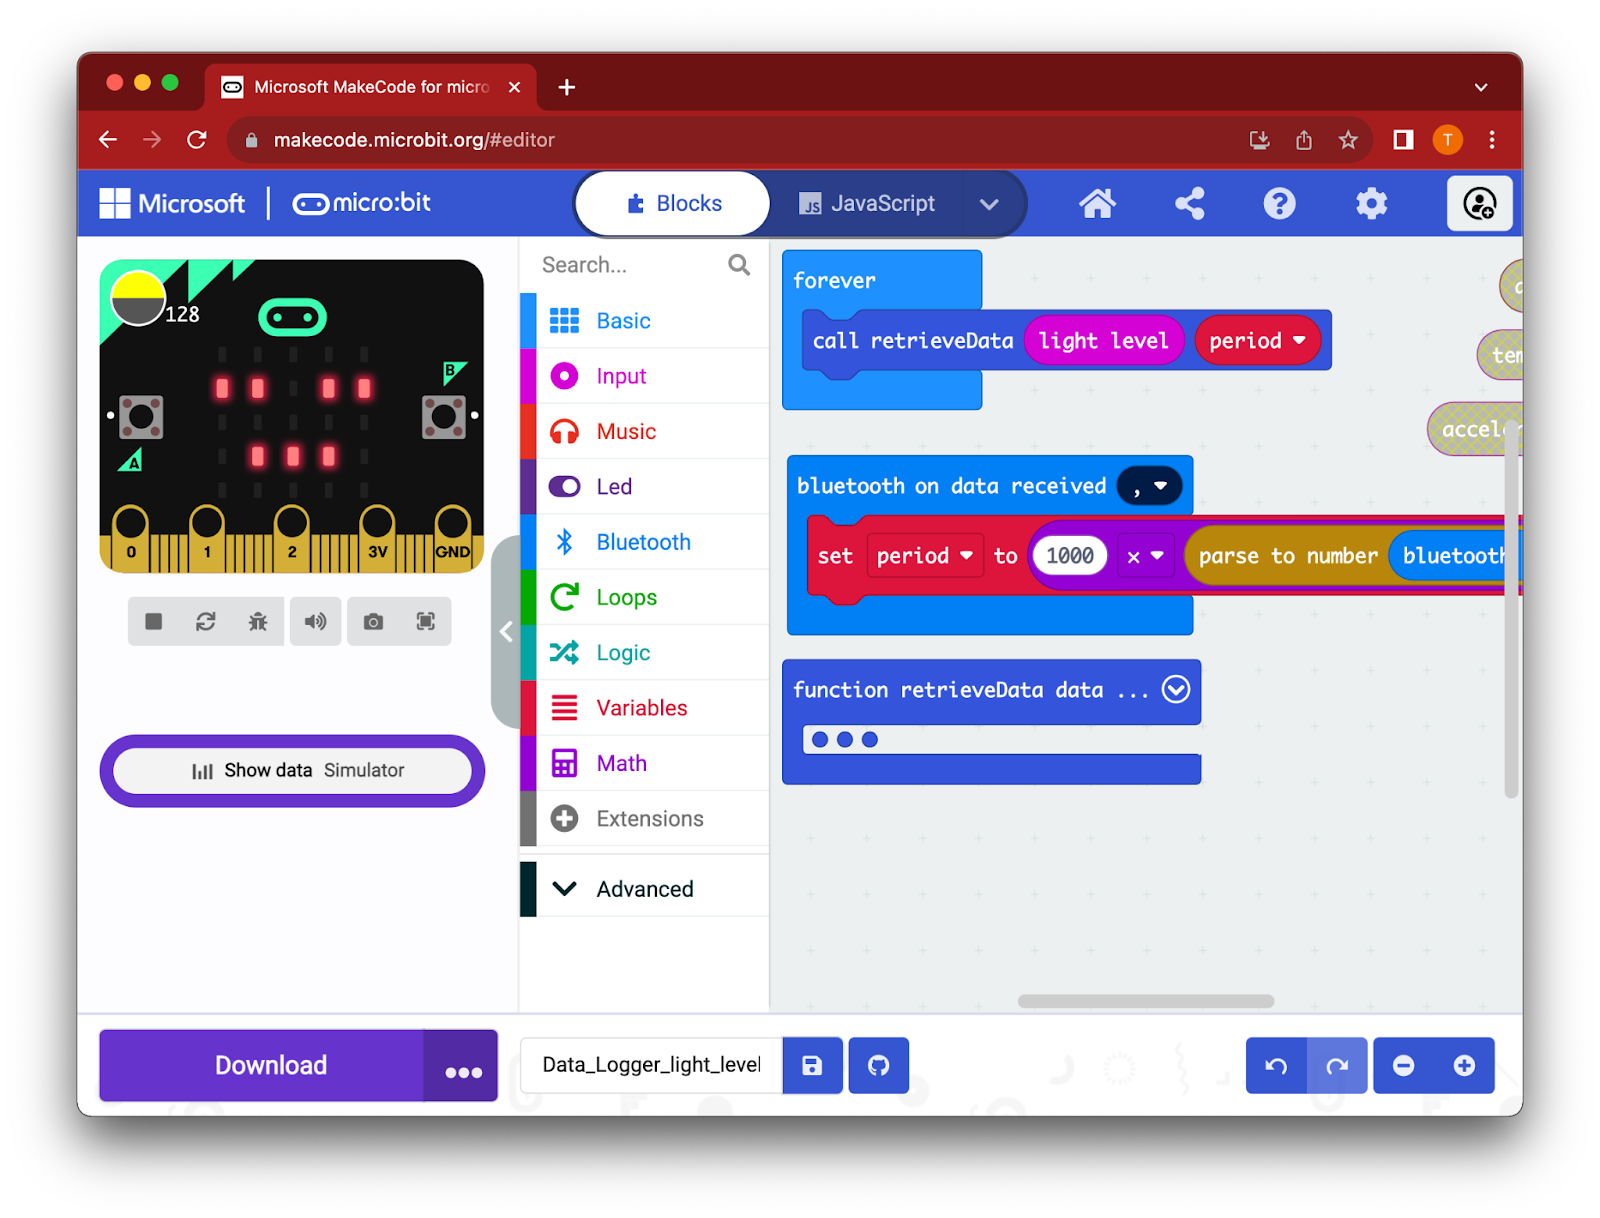 Microsoft MakeCode for micro
T
makecode.microbit.org/#editor
Microsoft
micro:bit
Blocks
JS JavaScript
128
B
A
0 1 2 3V GND
Show data Simulator
Search...
Basic
Input
Music
Led
Bluetooth
Loops
Logic
Variables
Math
Extensions
Advanced
forever
call retrieveData light level period
bluetooth on data received ,
set period to 1000 × parse to number bluetooth
function retrieveData data ...
Download
Data_Logger_light_level